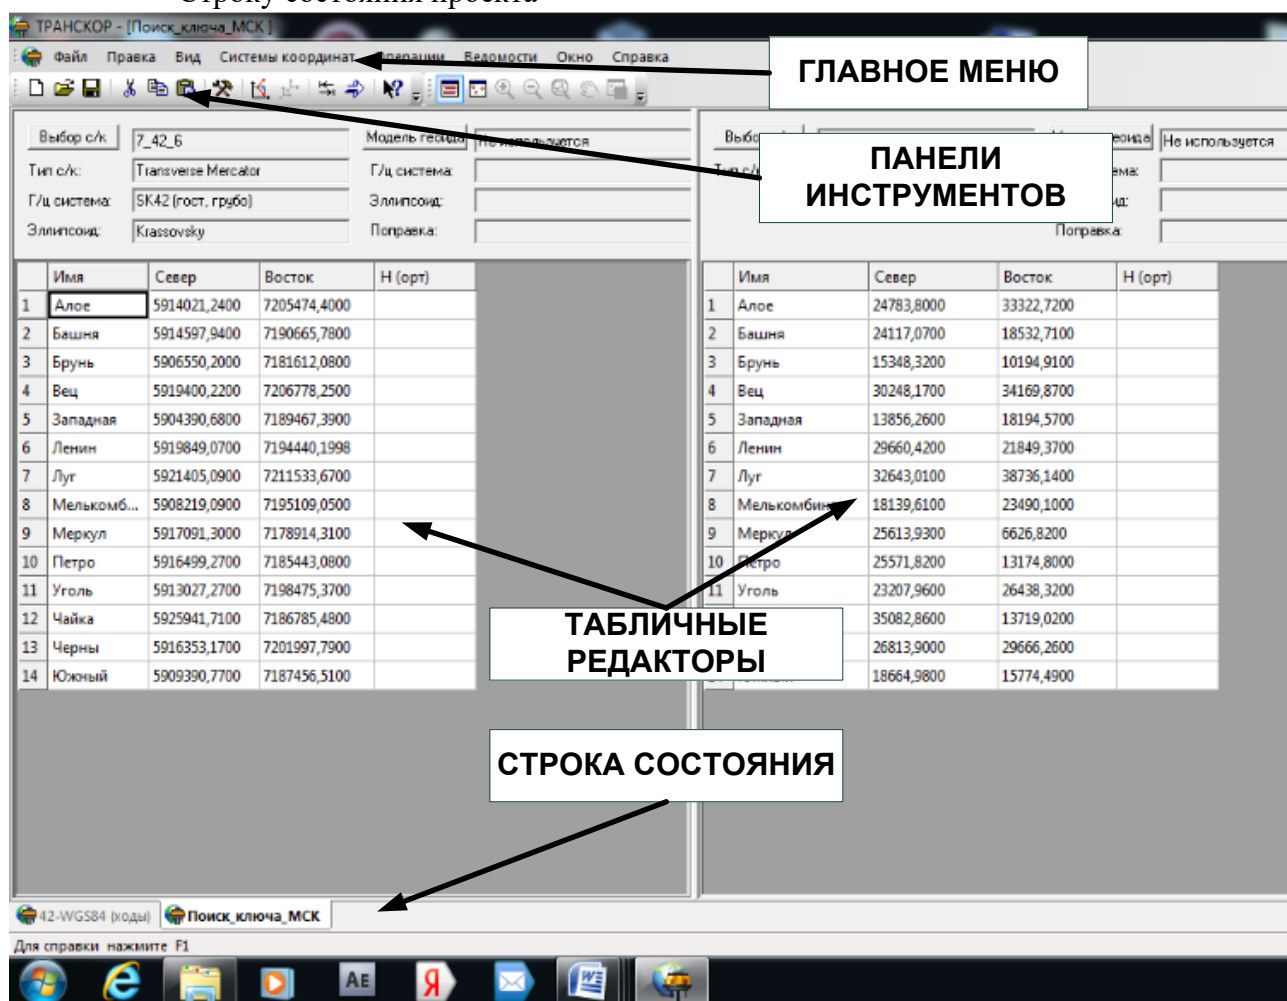 Строку состояния проекта
ТРАНСКОР - [Поиск_ключа_МСК ]
Файл Правка Вид Системы координат Операции Ведомости Окно Справка
ГЛАВНОЕ МЕНЮ
Выбор с/к 7_42_6 Модель геоида Не используется
Тип с/к: Transverse Mercator Г/ц система:
Г/ц система: SK42 (гост, грубо) Эллипсоид:
Эллипсоид: Krassovsky Поправка:
Не используется
Поправка:
ПАНЕЛИ
ИНСТРУМЕНТОВ
Имя Север Восток H (орт)
1 Алое 5914021,2400 7205474,4000
2 Башня 5914597,9400 7190665,7800
3 Брунь 5906550,2000 7181612,0800
4 Вец 5919400,2200 7206778,2500
5 Западная 5904390,6800 7189467,3900
6 Ленин 5919849,0700 7194440,1998
7 Луг 5921405,0900 7211533,6700
8 Мелькомб... 5908219,0900 7195109,0500
9 Меркул 5917091,3000 7178914,3100
10 Петро 5916499,2700 7185443,0800
11 Уголь 5913027,2700 7198475,3700
12 Чайка 5925941,7100 7186785,4800
13 Черны 5916353,1700 7201997,7900
14 Южный 5909390,7700 7187456,5100
Имя Север Восток H (орт)
1 Алое 24783,8000 33322,7200
2 Башня 24117,0700 18532,7100
3 Брунь 15348,3200 10194,9100
4 Вец 30248,1700 34169,8700
5 Западная 13856,2600 18194,5700
6 Ленин 29660,4200 21849,3700
7 Луг 32643,0100 38736,1400
8 Мелькомбин 18139,6100 23490,1000
9 Меркул 25613,9300 6626,8200
10 Петро 25571,8200 13174,8000
11 Уголь 23207,9600 26438,3200
35082,8600 13719,0200
26813,9000 29666,2600
18664,9800 15774,4900
ТАБЛИЧНЫЕ
РЕДАКТОРЫ
СТРОКА СОСТОЯНИЯ
42-WGS84 (ходы) Поиск_ключа_МСК
Для справки нажмите F1
AE Я